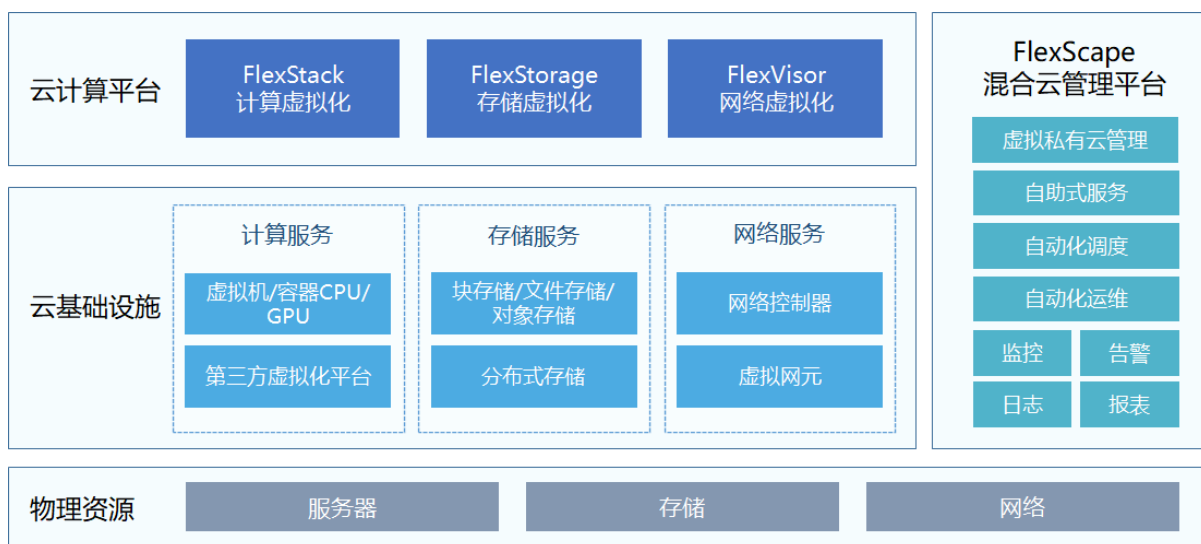 云计算平台
FlexStack
计算虚拟化
FlexStorage
存储虚拟化
FlexVisor
网络虚拟化
云基础设施
计算服务
虚拟机/容器CPU/
GPU
第三方虚拟化平台
存储服务
块存储/文件存储/
对象存储
分布式存储
网络服务
网络控制器
虚拟网元
FlexScape
混合云管理平台
虚拟私有云管理
自助式服务
自动化调度
自动化运维
监控
告警
日志
报表
物理资源
服务器
存储
网络